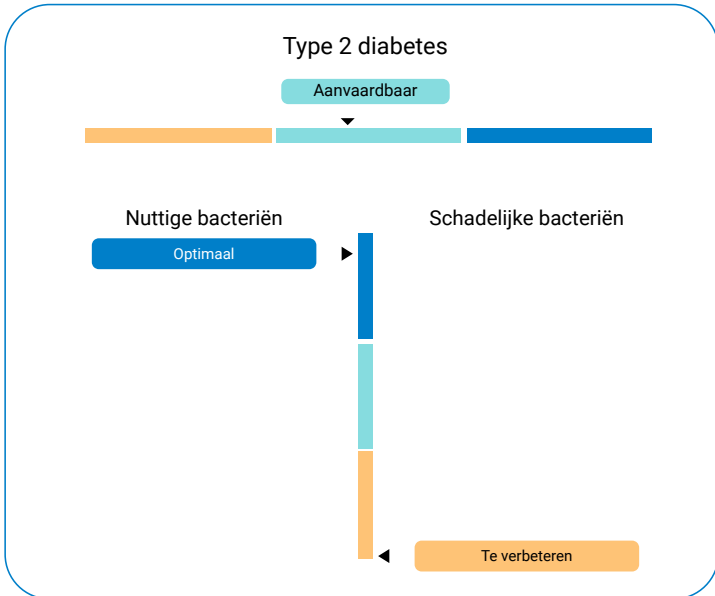 Type 2 diabetes
Aanvaardbaar
Nuttige bacteriën
Schadelijke bacteriën
Optimaal
Te verbeteren